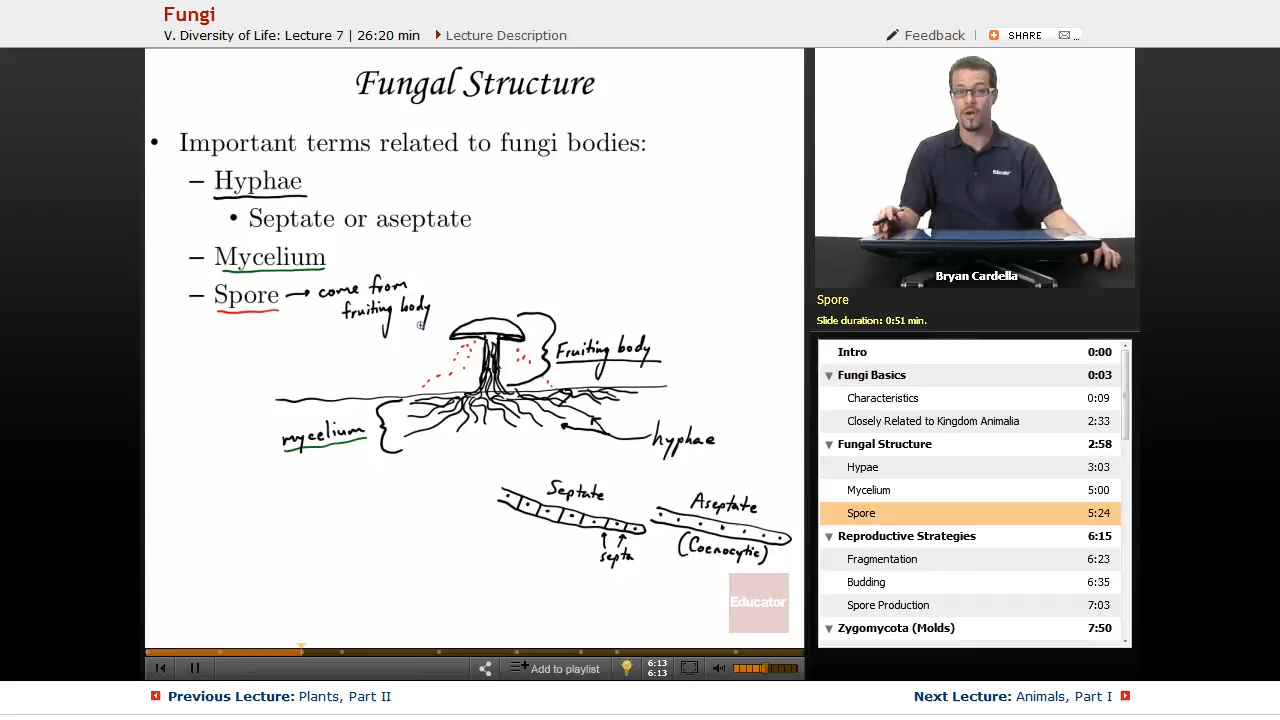 Fungi
V. Diversity of Life: Lecture 7 | 26:20 min
Lecture Description
Feedback
SHARE
Fungal Structure
• Important terms related to fungi bodies:
– Hyphae
• Septate or aseptate
– Mycelium
– Spore → come from
fruiting body
Fruiting body
mycelium
hyphae
Septate
septa
Aseptate
(Coenocytic)
Educator
Educator
Bryan Cardella
Spore
Slide duration: 0:51 min.
Intro 0:00
Fungi Basics 0:03
Characteristics 0:09
Closely Related to Kingdom Animalia 2:33
Fungal Structure 2:58
Hypae 3:03
Mycelium 5:00
Spore 5:24
Reproductive Strategies 6:15
Fragmentation 6:23
Budding 6:35
Spore Production 7:03
Zygomycota (Molds) 7:50
Add to playlist
6:13
6:13
Previous Lecture: Plants, Part II
Next Lecture: Animals, Part I